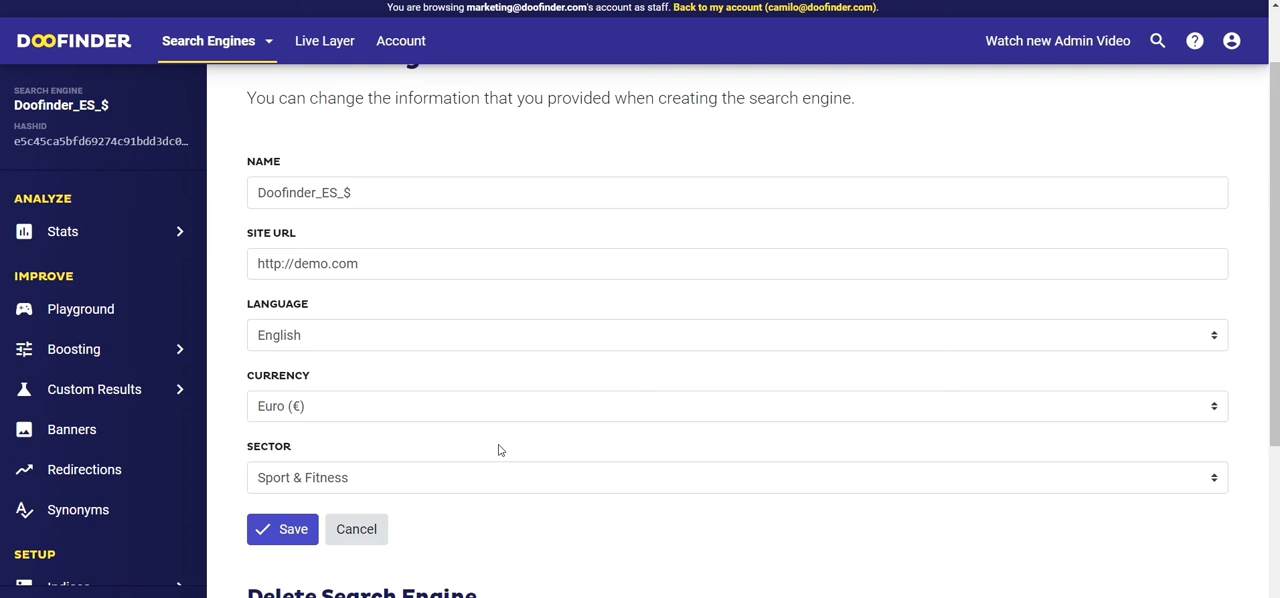 You are browsing marketing@doofinder.com's account as staff. Back to my account (camilo@doofinder.com).
DOOFINDER
Search Engines
Live Layer
Account
Watch new Admin Video
SEARCH ENGINE
Doofinder_ES_$
HASHID
e5c45ca5bfd69274c91bdd3dc0…
ANALYZE
Stats
IMPROVE
Playground
Boosting
Custom Results
Banners
Redirections
Synonyms
SETUP
Indices
You can change the information that you provided when creating the search engine.
NAME
Doofinder_ES_$
SITE URL
http://demo.com
LANGUAGE
English
CURRENCY
Euro (€)
SECTOR
Sport & Fitness
Save
Cancel
Delete Search Engine